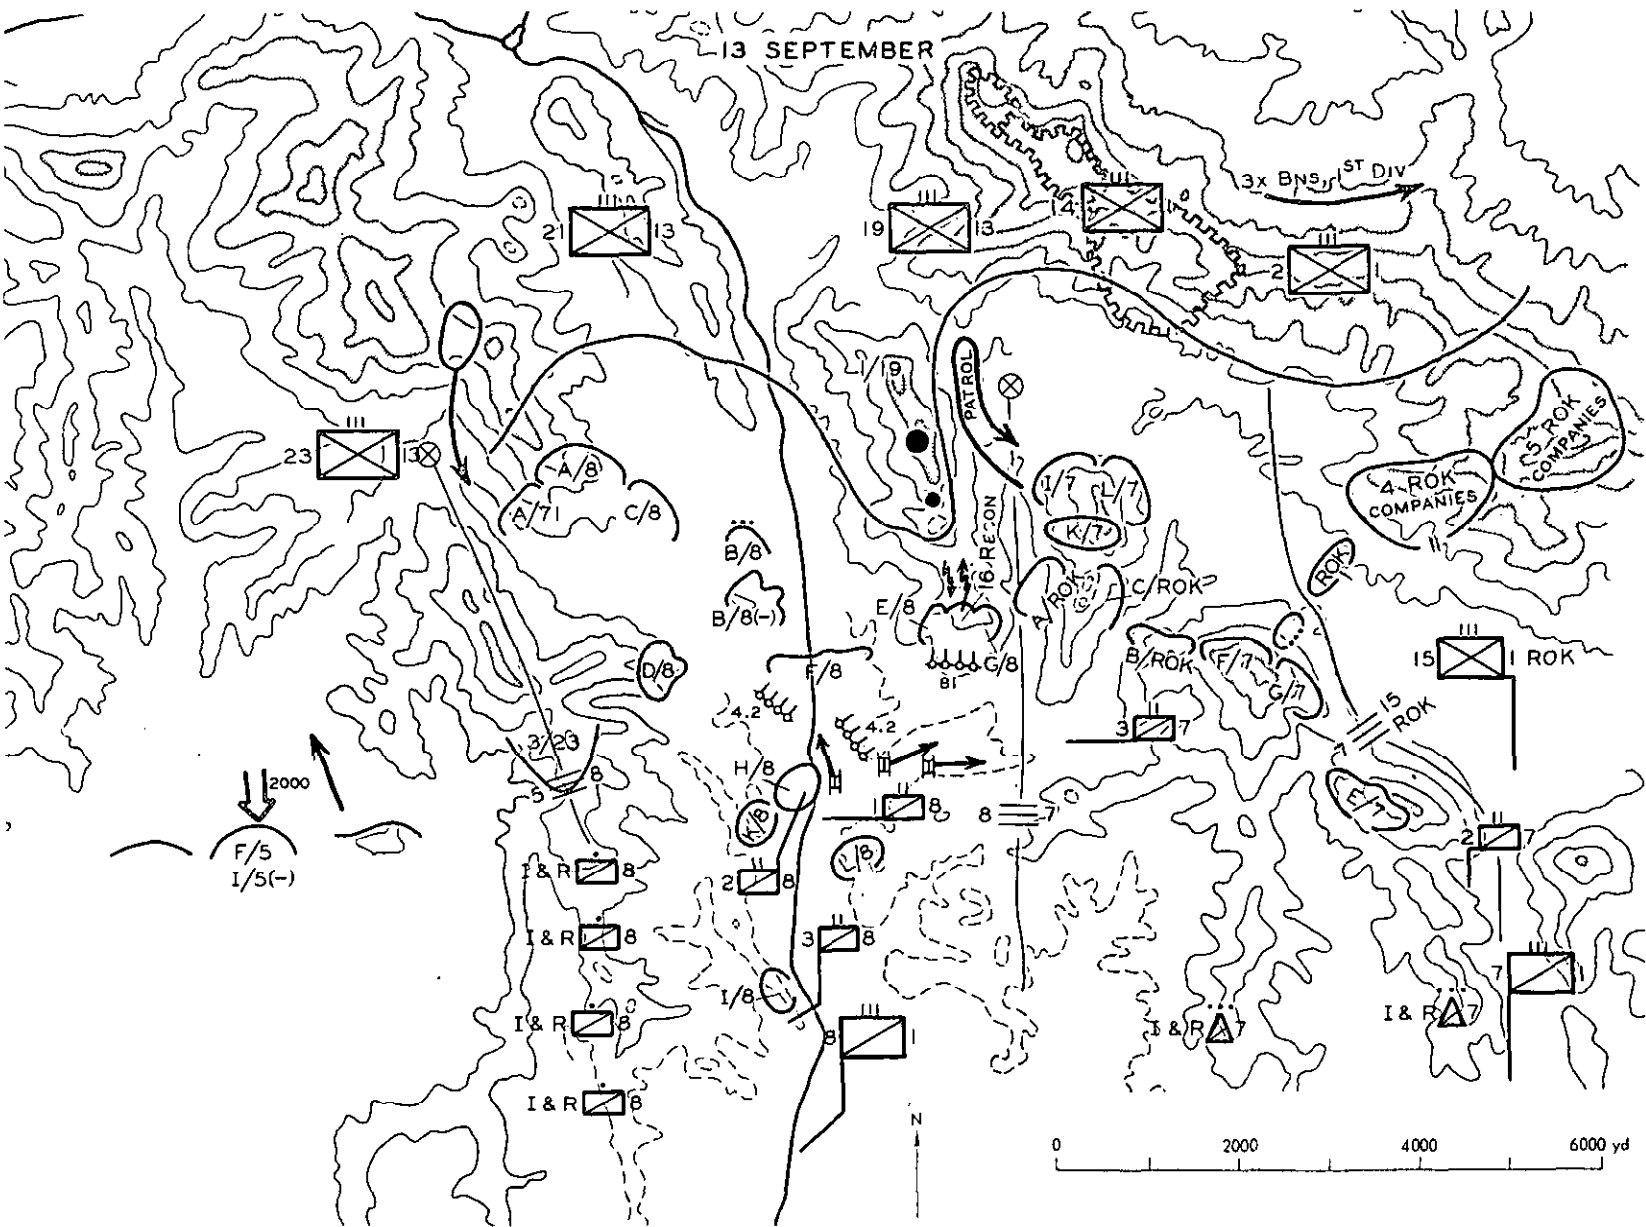 13 SEPTEMBER
3x BNS, 1ST DIV
14
21 13
19 13
2
1/19
PATROL
5 ROK
COMPANIES
4 ROK
COMPANIES
23 13
A/8
A/71 C/8
I/7 L/7
K/7
16 RECON
B/8
B/8(-)
E/8
A ROK
C/ROK
ROK
G/8
81
F/8
D/8
B/ROK
F/7
G/7
15 1 ROK
15
ROK
4.2
4.2
3 7
3/23
5 8
2000
H/8
K/8
1 8
8 7
E/7
2 7
F/5
I/5(-)
L/8
I & R 8
2 8
I & R 8
3 8
7
I/8
I & R 8
8 1
I & R 7
I & R 7
I & R 8
N
0 2000 4000 6000 yd